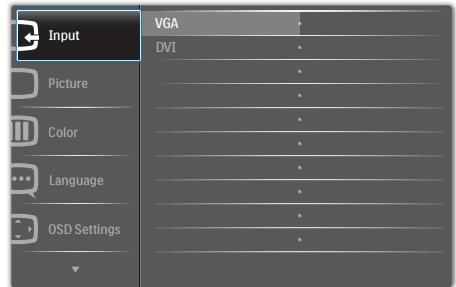 Input
Picture
Color
Language
OSD Settings
VGA
DVI